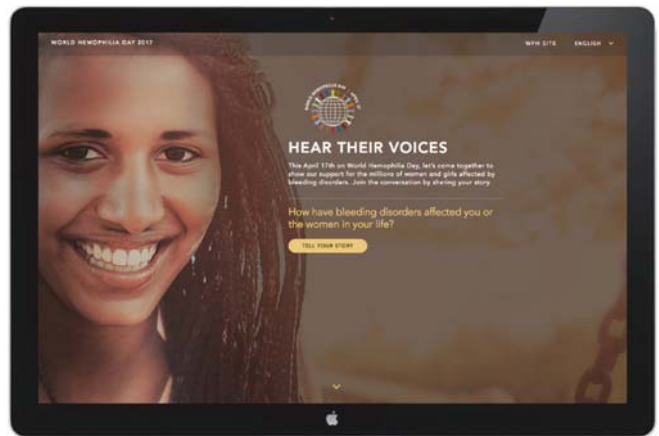 WORLD HEMOPHILIA DAY 2017
WFH SITE
ENGLISH
HEAR THEIR VOICES
This April 17th on World Hemophilia Day, let's come together to
show our support for the millions of women and girls affected by
bleeding disorders. Join the conversation by sharing your story
How have bleeding disorders affected you or
the women in your life?
TELL YOUR STORY